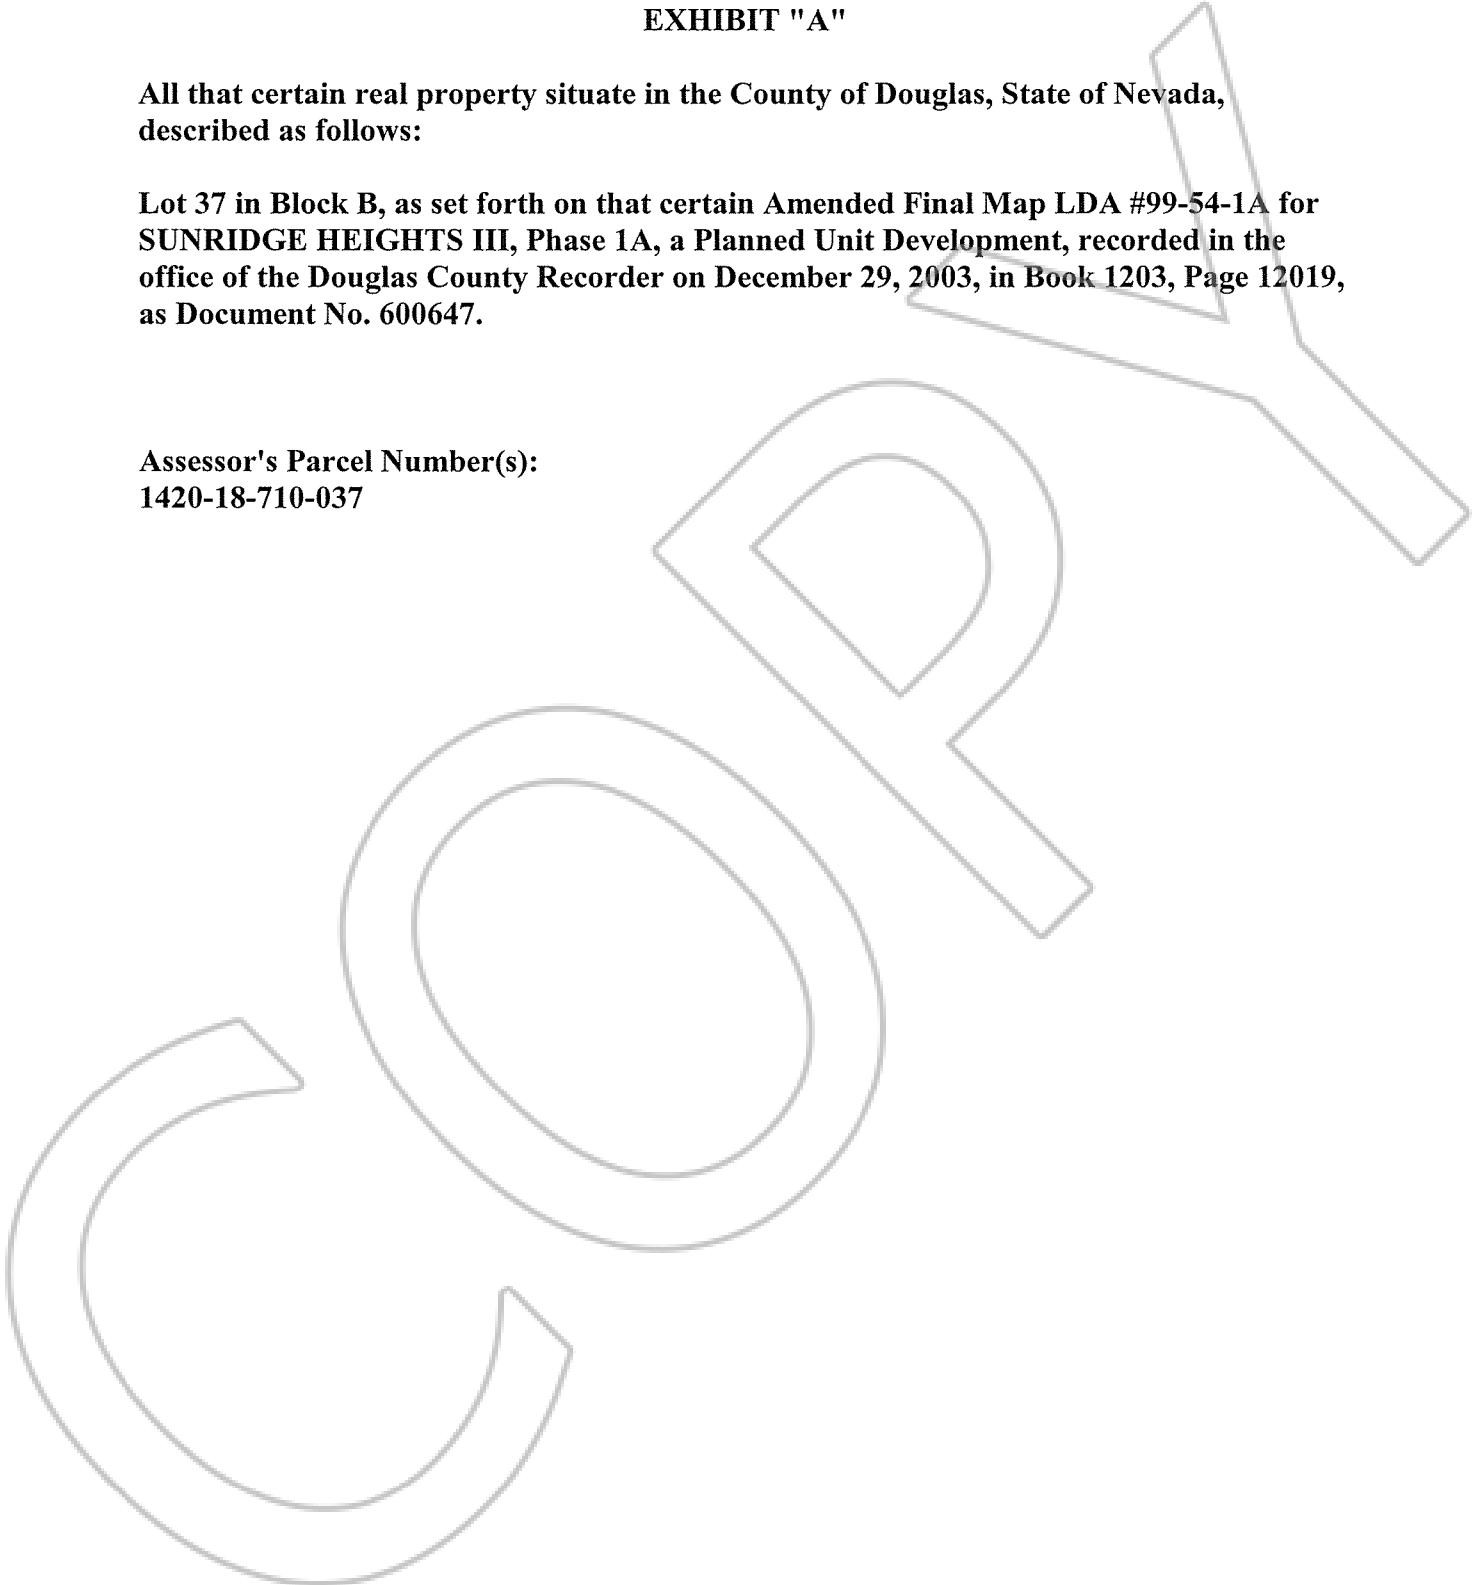 EXHIBIT "A"
All that certain real property situate in the County of Douglas, State of Nevada,
described as follows:
Lot 37 in Block B, as set forth on that certain Amended Final Map LDA #99-54-1A for
SUNRIDGE HEIGHTS III, Phase 1A, a Planned Unit Development, recorded in the
office of the Douglas County Recorder on December 29, 2003, in Book 1203, Page 12019,
as Document No. 600647.
Assessor's Parcel Number(s):
1420-18-710-037
COPY